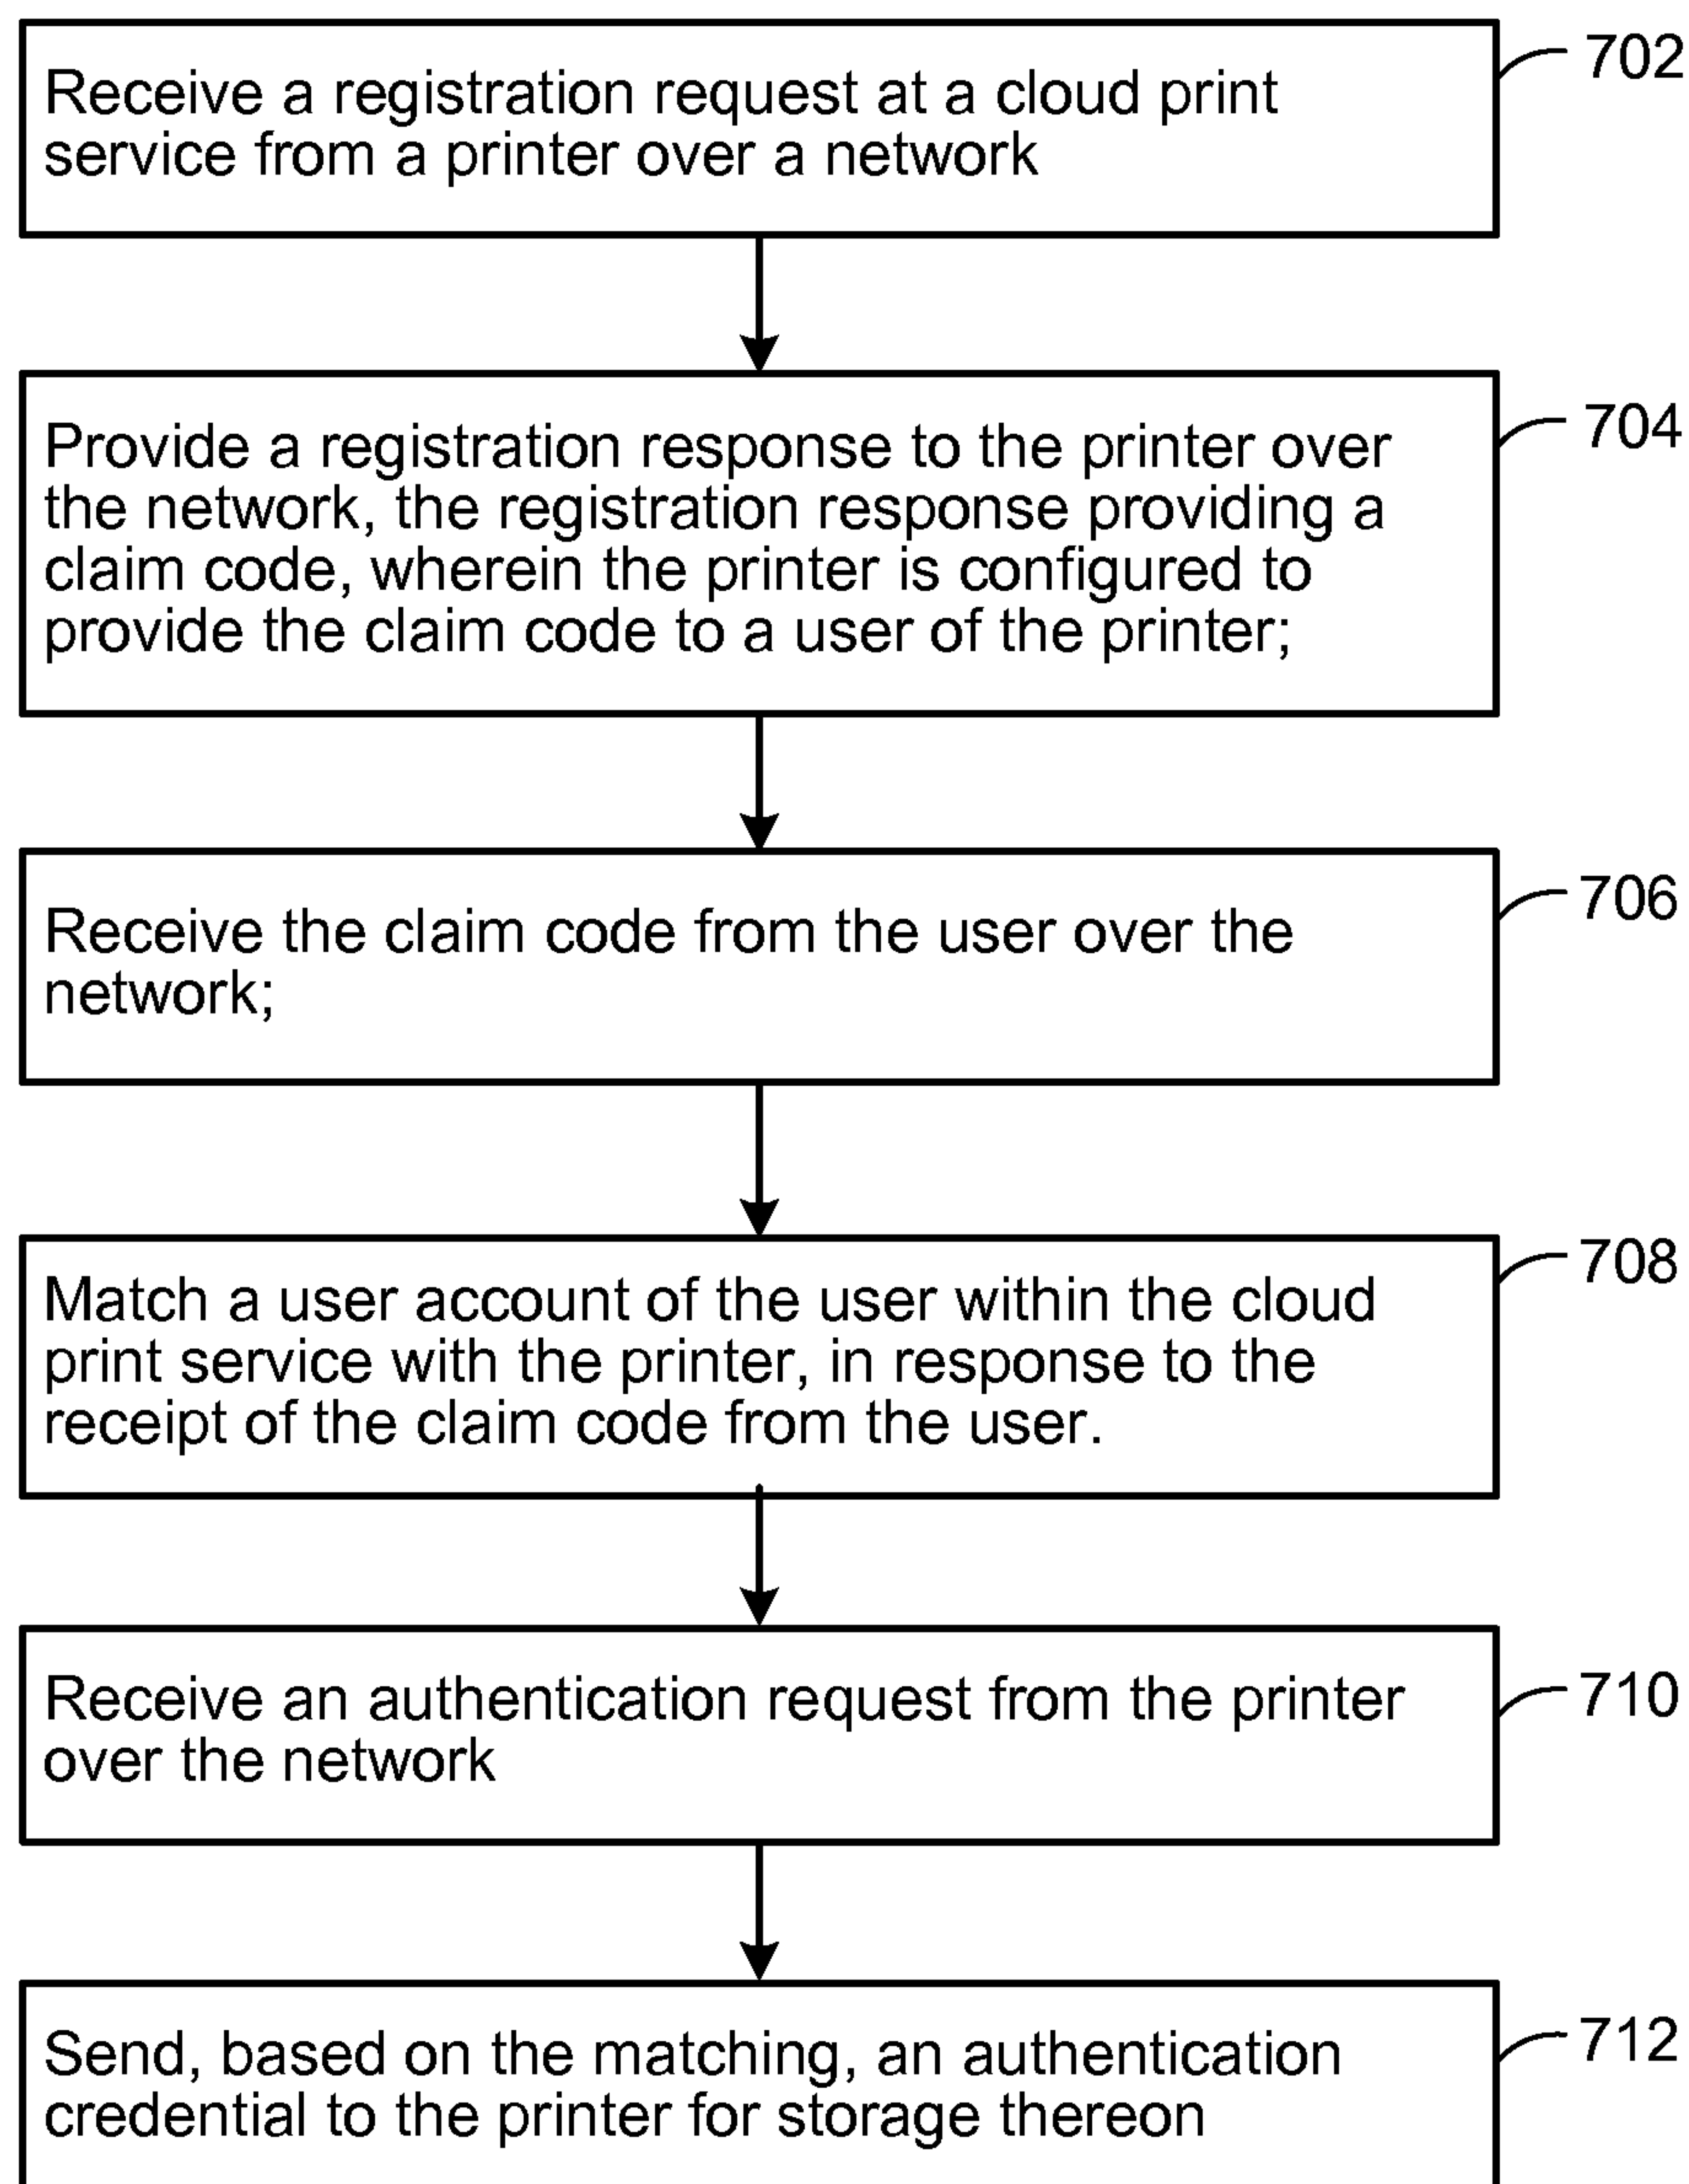 Receive a registration request at a cloud print
service from a printer over a network
702
Provide a registration response to the printer over
the network, the registration response providing a
claim code, wherein the printer is configured to
provide the claim code to a user of the printer;
704
Receive the claim code from the user over the
network;
706
Match a user account of the user within the cloud
print service with the printer, in response to the
receipt of the claim code from the user.
708
Receive an authentication request from the printer
over the network
710
Send, based on the matching, an authentication
credential to the printer for storage thereon
712